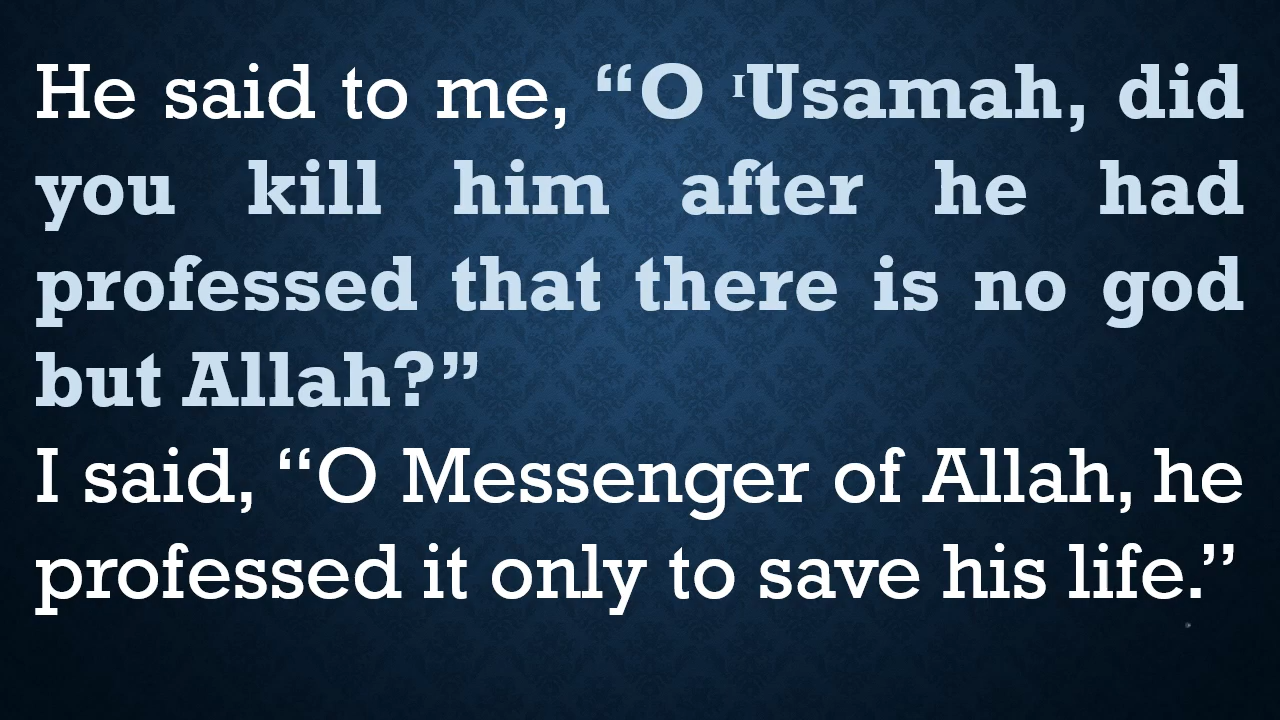 He said to me, “O ᴵUsamah, did
you kill him after he had
professed that there is no god
but Allah?”
I said, “O Messenger of Allah, he
professed it only to save his life.”